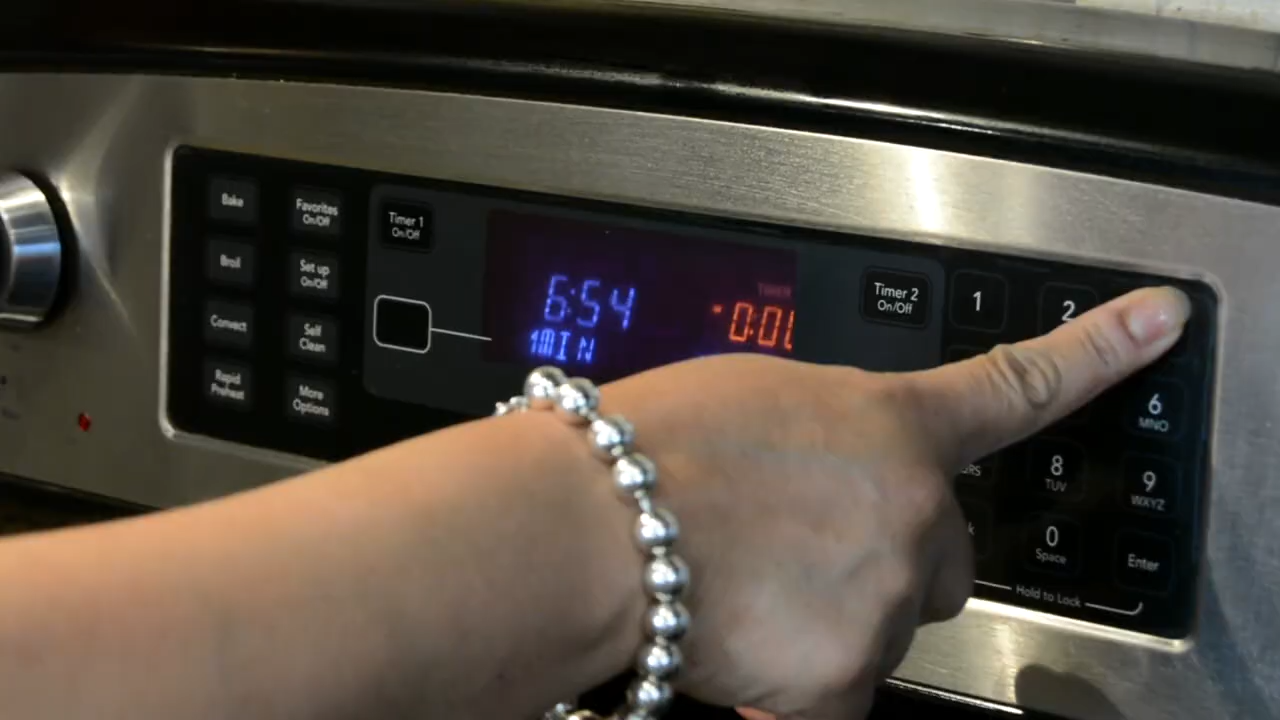 Bake
Favorites
On/Off
Timer 1
On/Off
Broil
Set up
On/Off
Convect
Self
Clean
Rapid
Preheat
More
Options
6:54
1MIN
TIMER
Timer 2
On/Off
1
2
6
MNO
8
TUV
9
WXYZ
0
Space
Enter
Hold to Lock